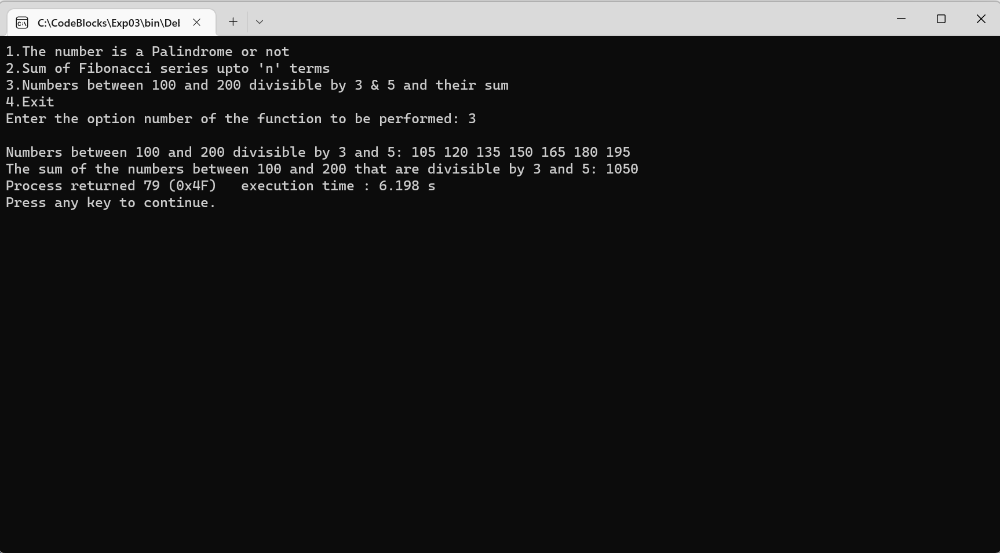 C:\CodeBlocks\Exp03\bin\Del
1.The number is a Palindrome or not
2.Sum of Fibonacci series upto 'n' terms
3.Numbers between 100 and 200 divisible by 3 & 5 and their sum
4.Exit
Enter the option number of the function to be performed: 3
Numbers between 100 and 200 divisible by 3 and 5: 105 120 135 150 165 180 195
The sum of the numbers between 100 and 200 that are divisible by 3 and 5: 1050
Process returned 79 (0x4F)   execution time : 6.198 s
Press any key to continue.